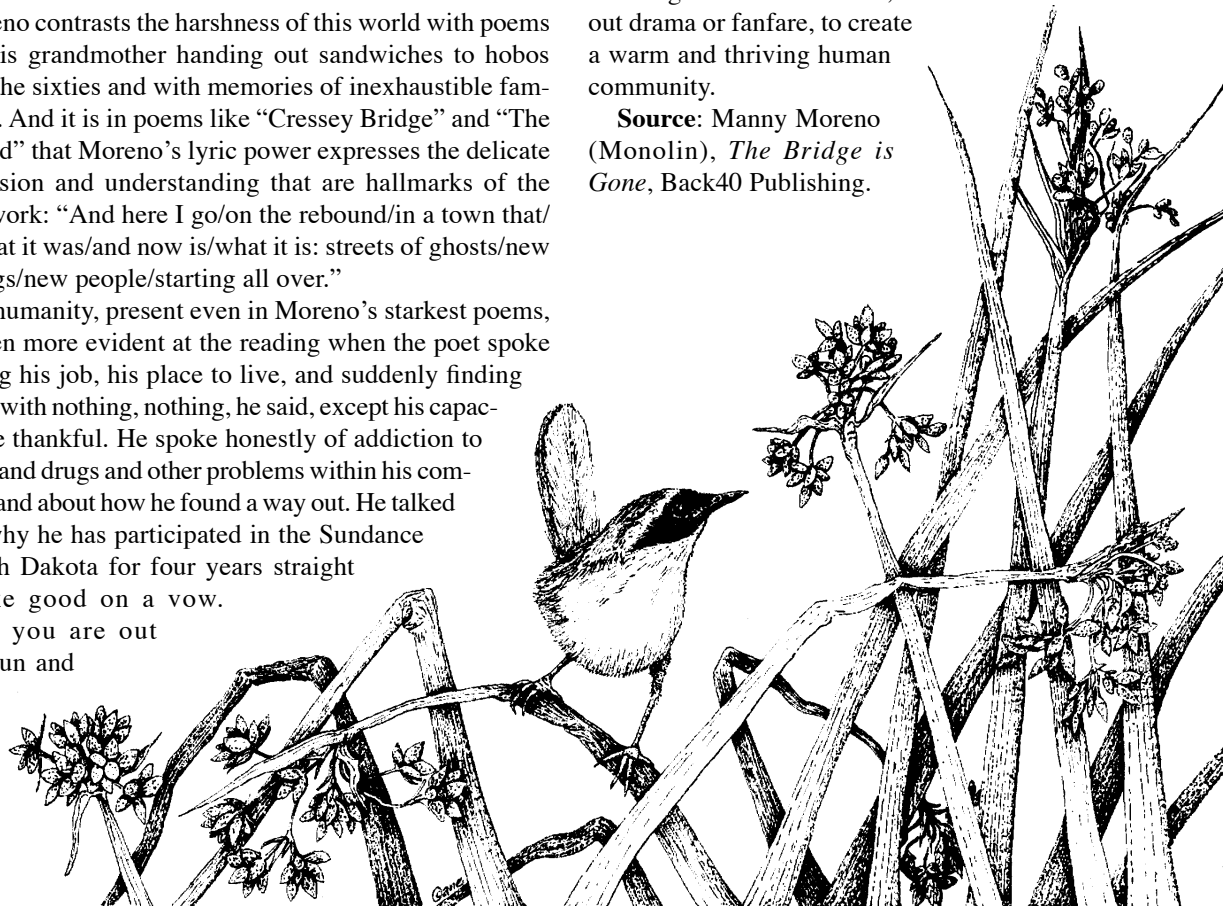 eno contrasts the harshness of this world with poems
is grandmother handing out sandwiches to hobos
he sixties and with memories of inexhaustible fam-
. And it is in poems like “Cressey Bridge” and “The
d” that Moreno’s lyric power expresses the delicate
sion and understanding that are hallmarks of the
work: “And here I go/on the rebound/in a town that/
at it was/and now is/what it is: streets of ghosts/new
gs/new people/starting all over.”
humanity, present even in Moreno’s starkest poems,
en more evident at the reading when the poet spoke
g his job, his place to live, and suddenly finding
with nothing, nothing, he said, except his capac-
e thankful. He spoke honestly of addiction to
and drugs and other problems within his com-
and about how he found a way out. He talked
why he has participated in the Sundance
h Dakota for four years straight
e good on a vow.
you are out
un and
out drama or fanfare, to create
a warm and thriving human
community.
Source: Manny Moreno
(Monolin), The Bridge is
Gone, Back40 Publishing.